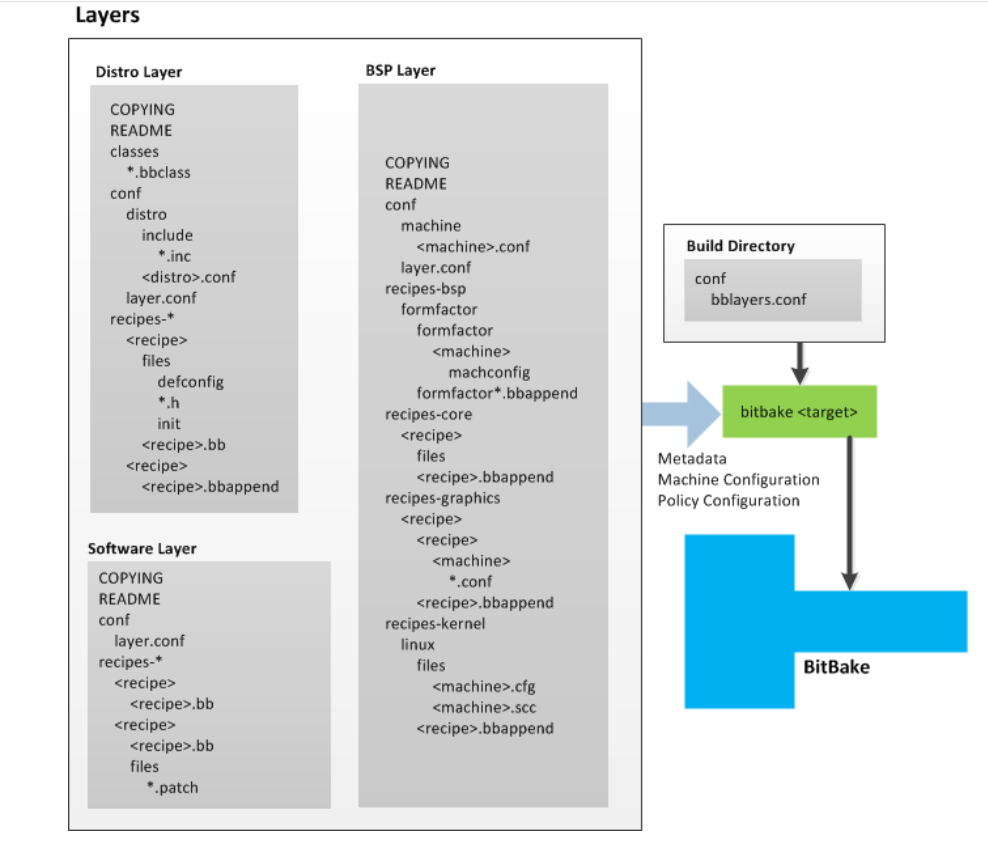 Layers
Distro Layer
COPYING
README
classes
*.bbclass
conf
distro
include
*.inc
<distro>.conf
layer.conf
recipes-*
<recipe>
files
defconfig
*.h
init
<recipe>.bb
<recipe>
<recipe>.bbappend
Software Layer
COPYING
README
conf
layer.conf
recipes-*
<recipe>
<recipe>.bb
<recipe>
<recipe>.bb
files
*.patch
BSP Layer
COPYING
README
conf
machine
<machine>.conf
layer.conf
recipes-bsp
formfactor
formfactor
<machine>
machconfig
formfactor*.bbappend
recipes-core
<recipe>
files
<recipe>.bbappend
recipes-graphics
<recipe>
<recipe>
<machine>
*.conf
<recipe>.bbappend
recipes-kernel
linux
files
<machine>.cfg
<machine>.scc
<recipe>.bbappend
Build Directory
conf
bblayers.conf
bitbake <target>
Metadata
Machine Configuration
Policy Configuration
BitBake